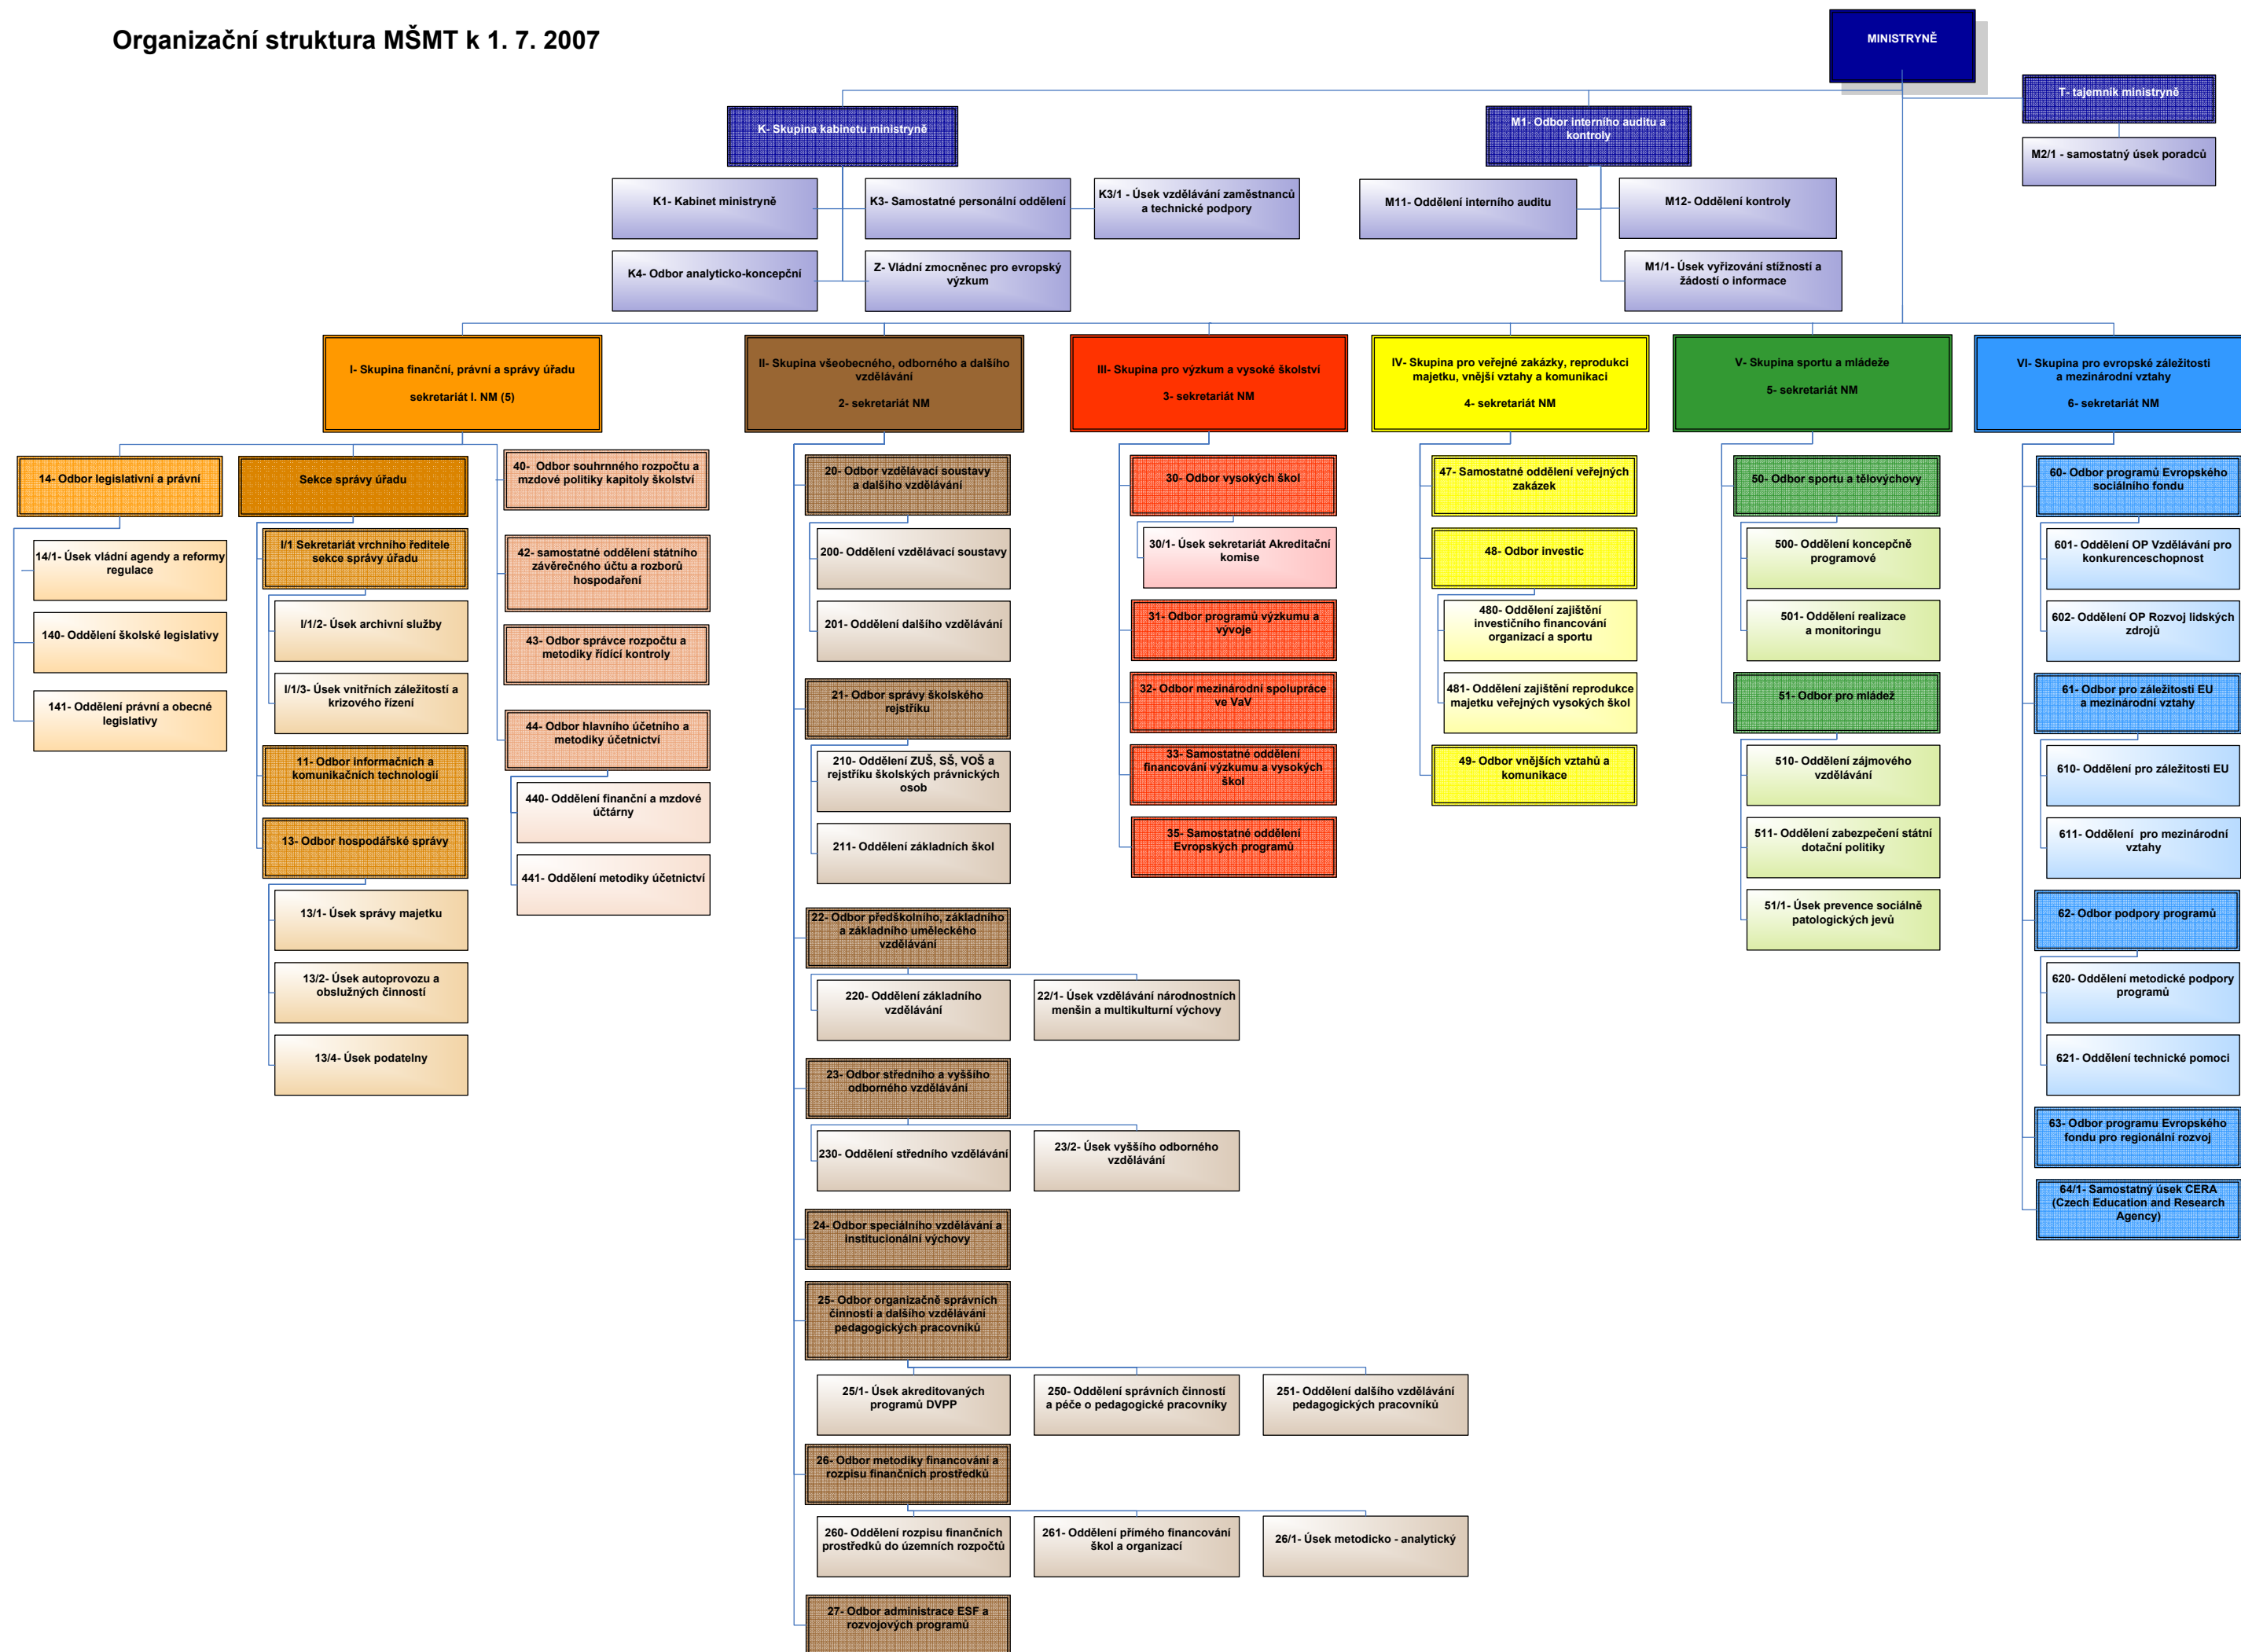 Organizační struktura MŠMT k 1. 7. 2007
MINISTRYNĚ
T- tajemník ministryně
M2/1 - samostatný úsek poradců
K- Skupina kabinetu ministryně
M1- Odbor interního auditu a
kontroly
K1- Kabinet ministryně
K3- Samostatné personální oddělení
K3/1 - Úsek vzdělávání zaměstnanců
a technické podpory
K4- Odbor analyticko-koncepční
Z- Vládní zmocněnec pro evropský
výzkum
M11- Oddělení interního auditu
M12- Oddělení kontroly
M1/1- Úsek vyřizování stížností a
žádostí o informace
I- Skupina finanční, právní a správy úřadu
sekretariát I. NM (5)
II- Skupina všeobecného, odborného a dalšího
vzdělávání
2- sekretariát NM
III- Skupina pro výzkum a vysoké školství
3- sekretariát NM
IV- Skupina pro veřejné zakázky, reprodukci
majetku, vnější vztahy a komunikaci
4- sekretariát NM
V- Skupina sportu a mládeže
5- sekretariát NM
VI- Skupina pro evropské záležitosti
a mezinárodní vztahy
6- sekretariát NM
14- Odbor legislativní a právní
14/1- Úsek vládní agendy a reformy
regulace
140- Oddělení školské legislativy
141- Oddělení právní a obecné
legislativy
Sekce správy úřadu
I/1 Sekretariát vrchního ředitele
sekce správy úřadu
I/1/2- Úsek archivní služby
I/1/3- Úsek vnitřních záležitostí a
krizového řízení
11- Odbor informačních a
komunikačních technologií
13- Odbor hospodářské správy
13/1- Úsek správy majetku
13/2- Úsek autoprovozu a
obslužných činností
13/4- Úsek podatelny
40- Odbor souhrnného rozpočtu a
mzdové politiky kapitoly školství
42- samostatné oddělení státního
závěrečného účtu a rozborů
hospodaření
43- Odbor správce rozpočtu a
metodiky řídící kontroly
44- Odbor hlavního účetního a
metodiky účetnictví
440- Oddělení finanční a mzdové
účtárny
441- Oddělení metodiky účetnictví
20- Odbor vzdělávací soustavy
a dalšího vzdělávání
200- Oddělení vzdělávací soustavy
201- Oddělení dalšího vzdělávání
21- Odbor správy školského
rejstříku
210- Oddělení ZUŠ, SŠ, VOŠ a
rejstříku školských právnických
osob
211- Oddělení základních škol
22- Odbor předškolního, základního
a základního uměleckého
vzdělávání
220- Oddělení základního
vzdělávání
22/1- Úsek vzdělávání národnostních
menšin a multikulturní výchovy
23- Odbor středního a vyššího
odborného vzdělávání
230- Oddělení středního vzdělávání
23/2- Úsek vyššího odborného
vzdělávání
24- Odbor speciálního vzdělávání a
institucionální výchovy
25- Odbor organizačně správních
činností a dalšího vzdělávání
pedagogických pracovníků
25/1- Úsek akreditovaných
programů DVPP
250- Oddělení správních činností
a péče o pedagogické pracovníky
251- Oddělení dalšího vzdělávání
pedagogických pracovníků
26- Odbor metodiky financování a
rozpisu finančních prostředků
260- Oddělení rozpisu finančních
prostředků do územních rozpočtů
261- Oddělení přímého financování
škol a organizací
26/1- Úsek metodicko - analytický
27- Odbor administrace ESF a
rozvojových programů
30- Odbor vysokých škol
30/1- Úsek sekretariát Akreditační
komise
31- Odbor programů výzkumu a
vývoje
32- Odbor mezinárodní spolupráce
ve VaV
33- Samostatné oddělení
financování výzkumu a vysokých
škol
35- Samostatné oddělení
Evropských programů
47- Samostatné oddělení veřejných
zakázek
48- Odbor investic
480- Oddělení zajištění
investičního financování
organizací a sportu
481- Oddělení zajištění reprodukce
majetku veřejných vysokých škol
49- Odbor vnějších vztahů a
komunikace
50- Odbor sportu a tělovýchovy
500- Oddělení koncepčně
programové
501- Oddělení realizace
a monitoringu
51- Odbor pro mládež
510- Oddělení zájmového
vzdělávání
511- Oddělení zabezpečení státní
dotační politiky
51/1- Úsek prevence sociálně
patologických jevů
60- Odbor programů Evropského
sociálního fondu
601- Oddělení OP Vzdělávání pro
konkurenceschopnost
602- Oddělení OP Rozvoj lidských
zdrojů
61- Odbor pro záležitosti EU
a mezinárodní vztahy
610- Oddělení pro záležitosti EU
611- Oddělení pro mezinárodní
vztahy
62- Odbor podpory programů
620- Oddělení metodické podpory
programů
621- Oddělení technické pomoci
63- Odbor programu Evropského
fondu pro regionální rozvoj
64/1- Samostatný úsek CERA
(Czech Education and Research
Agency)